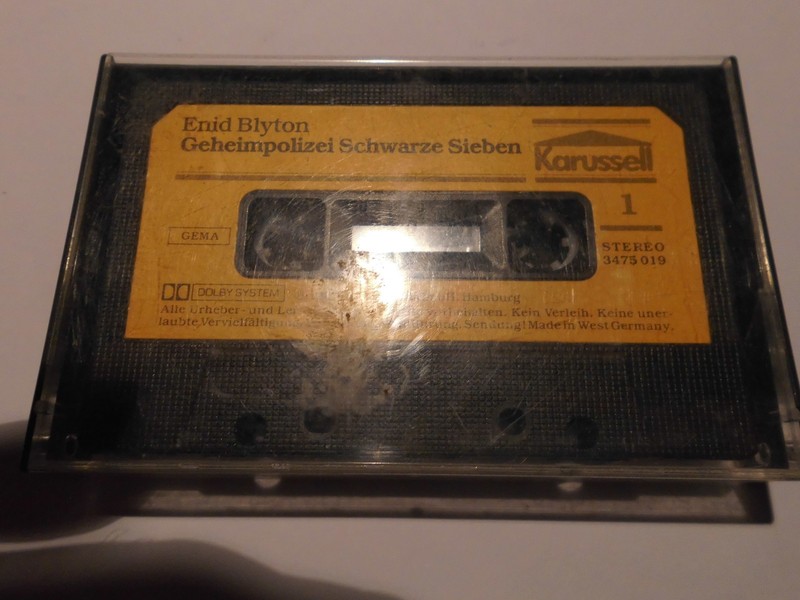 Enid Blyton
Geheimpolizei Schwarze Sieben
Karussell
1
GEMA
STEREO
3475 019
DOLBY SYSTEM
Hamburg
Alle Urheber- und Kein Verleih. Keine uner-
laubte Sendung! Made in West Germany.